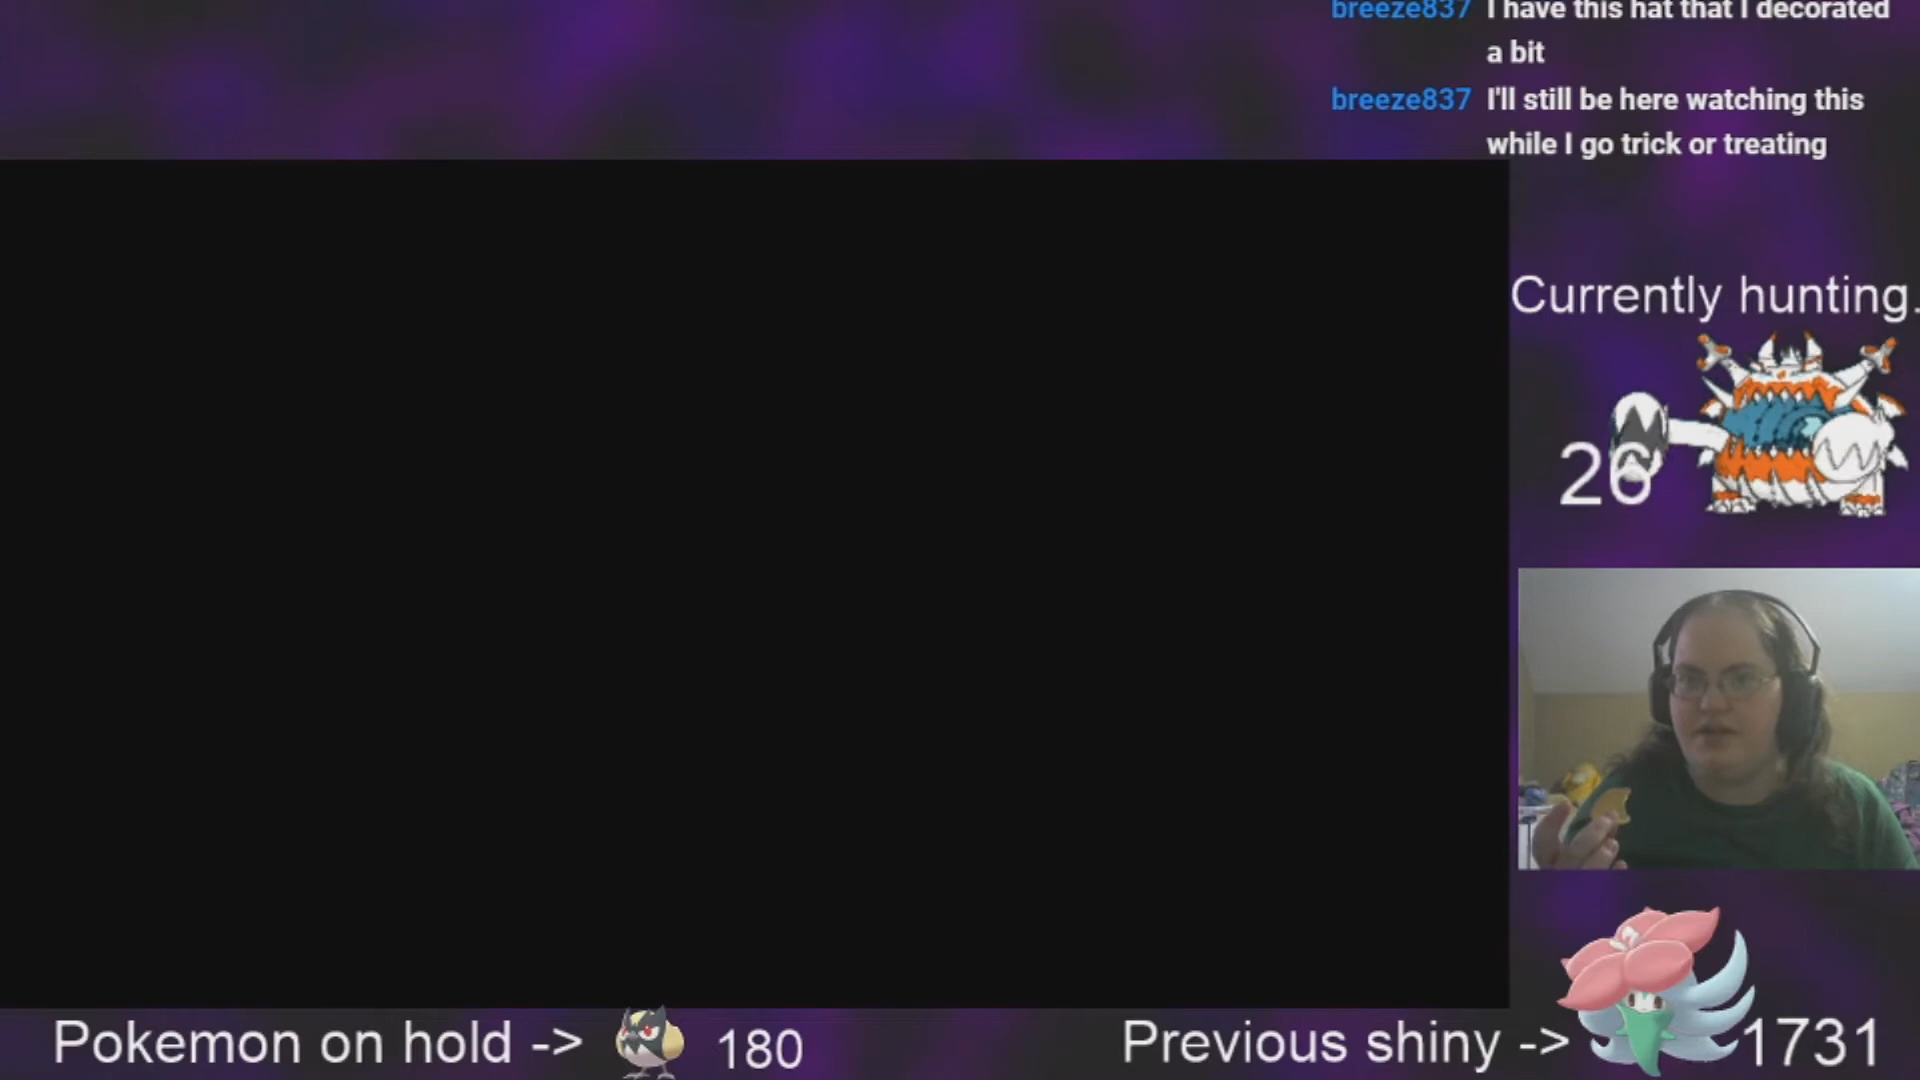 breeze837 I have this hat that I decorated
a bit
breeze837 I'll still be here watching this
while I go trick or treating
Currently hunting.
26
Pokemon on hold -> 180
Previous shiny -> 1731